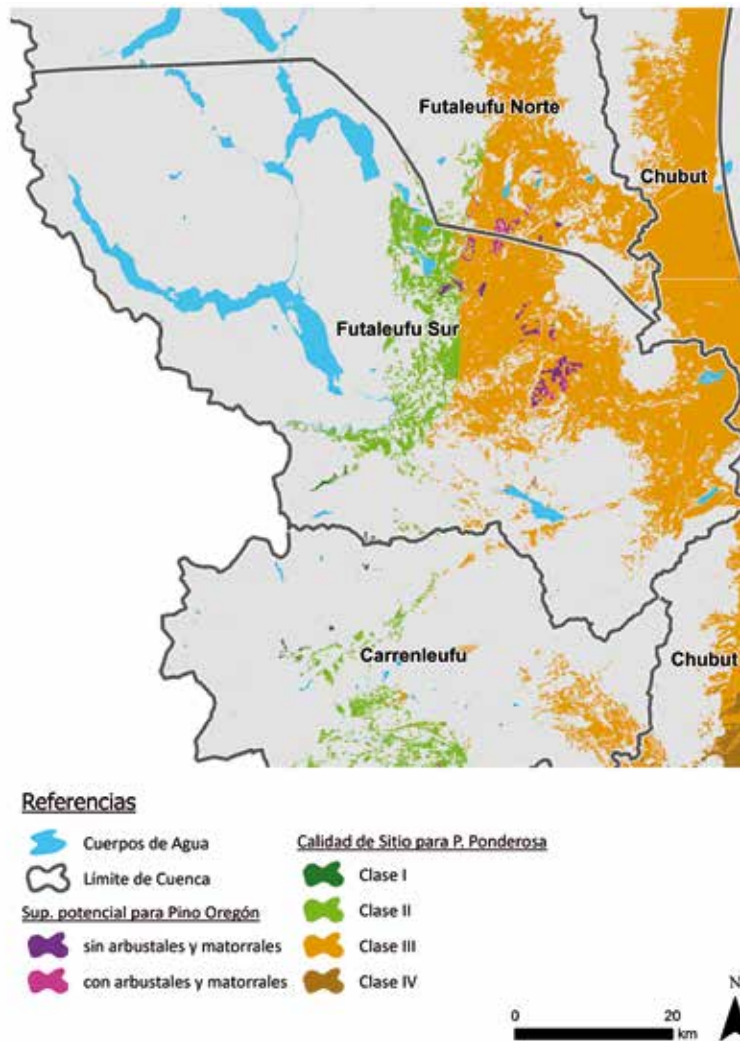 Futaleufu Norte
Chubut
Futaleufu Sur
Carrenleufu
Chubut
Referencias
Cuerpos de Agua
Límite de Cuenca
Sup. potencial para Pino Oregón
sin arbustales y matorrales
con arbustales y matorrales
Calidad de Sitio para P. Ponderosa
Clase I
Clase II
Clase III
Clase IV
0 20
km
N